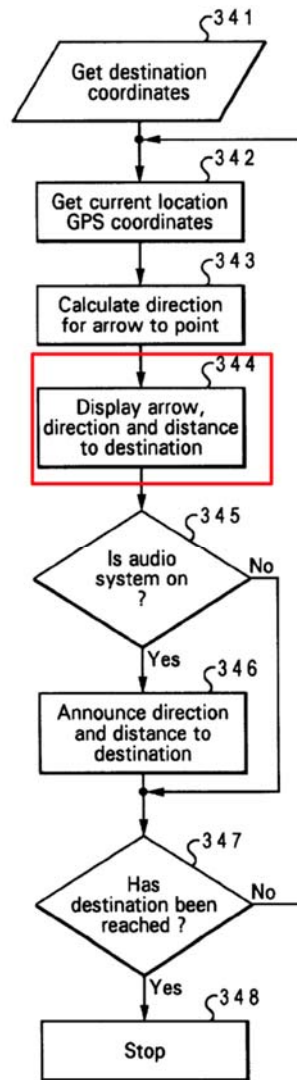 341
Get destination
coordinates
342
Get current location
GPS coordinates
343
Calculate direction
for arrow to point
344
Display arrow,
direction and distance
to destination
345
Is audio
system on
?
No
Yes
346
Announce direction
and distance to
destination
347
Has
destination been
reached ?
No
Yes
348
Stop